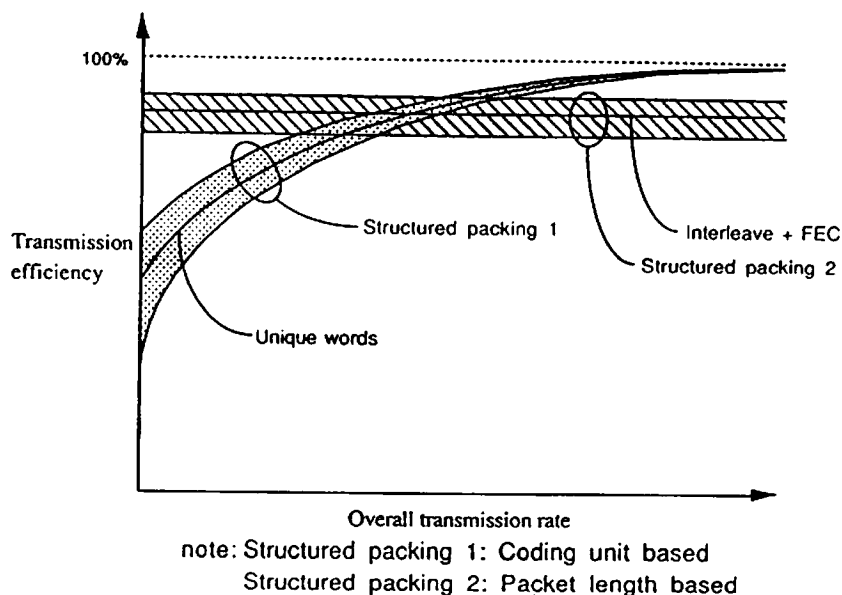 100%
Transmission
efficiency
Structured packing 1
Interleave + FEC
Structured packing 2
Unique words
Overall transmission rate
note: Structured packing 1: Coding unit based
Structured packing 2: Packet length based